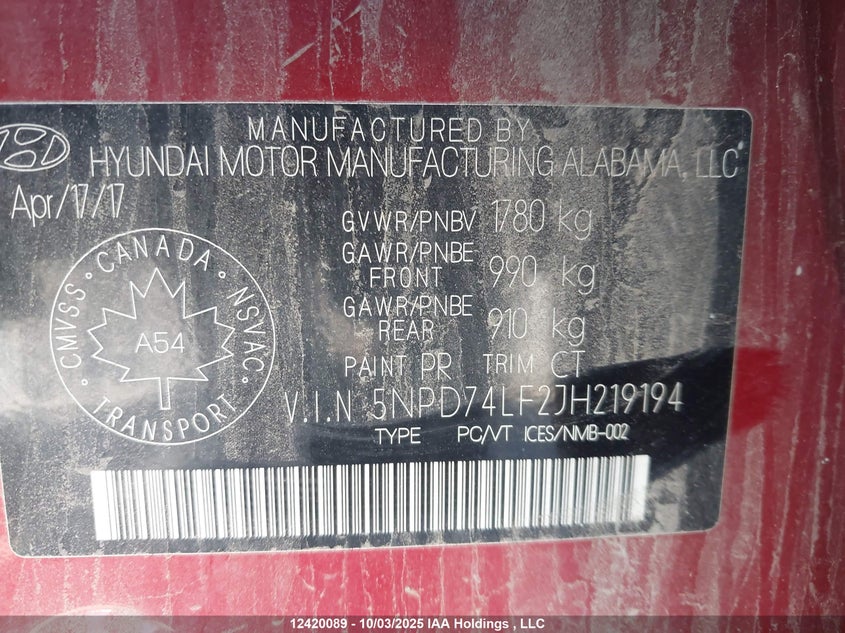 MANUFACTURED BY
HYUNDAI MOTOR MANUFACTURING ALABAMA, LLC
Apr/17/17
GVWR/PNBV 1780 kg
GAWR/PNBE FRONT 990 kg
GAWR/PNBE REAR 910 kg
PAINT PR TRIM CT
CANADA
CMVSS · NSVAC
A54
TRANSPORT
V.I.N 5NPD74LF2JH219194
TYPE PC/VT ICES/NMB-002
12420089 - 10/03/2025 IAA Holdings , LLC